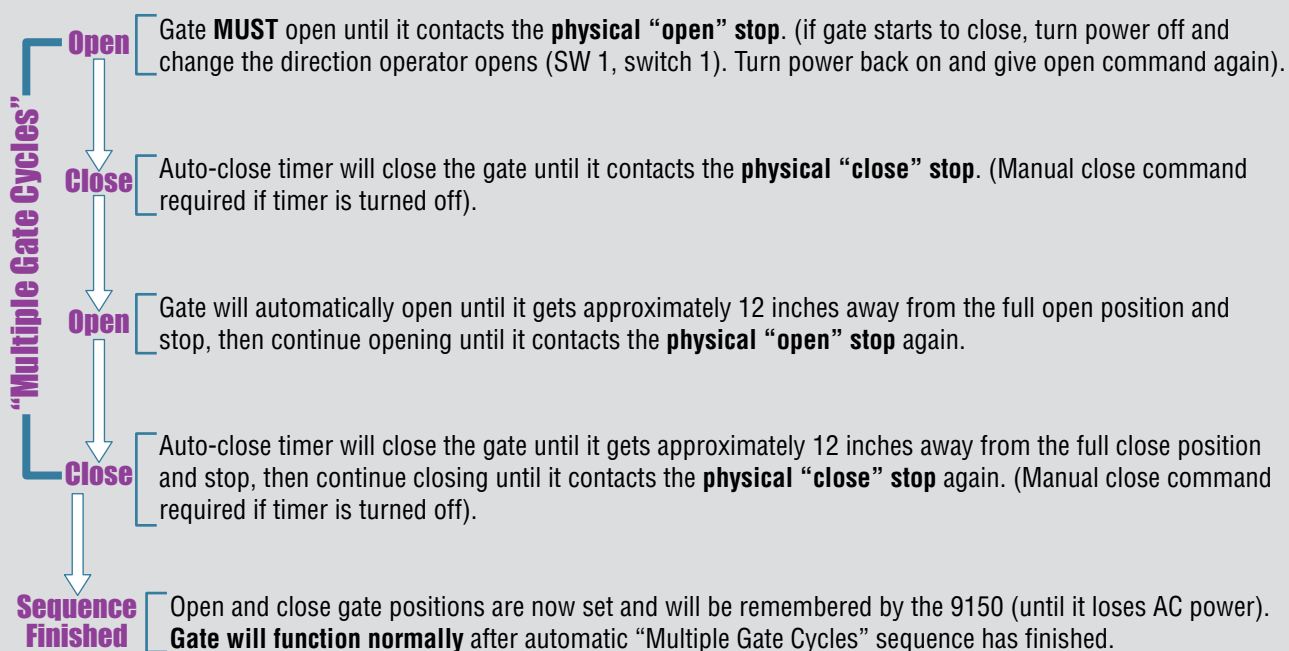 "Multiple Gate Cycles"
Open
Gate MUST open until it contacts the physical “open” stop. (if gate starts to close, turn power off and
change the direction operator opens (SW 1, switch 1). Turn power back on and give open command again).
Close
Auto-close timer will close the gate until it contacts the physical “close” stop. (Manual close command
required if timer is turned off).
Open
Gate will automatically open until it gets approximately 12 inches away from the full open position and
stop, then continue opening until it contacts the physical “open” stop again.
Close
Auto-close timer will close the gate until it gets approximately 12 inches away from the full close position
and stop, then continue closing until it contacts the physical “close” stop again. (Manual close command
required if timer is turned off).
Sequence
Finished
Open and close gate positions are now set and will be remembered by the 9150 (until it loses AC power).
Gate will function normally after automatic “Multiple Gate Cycles” sequence has finished.